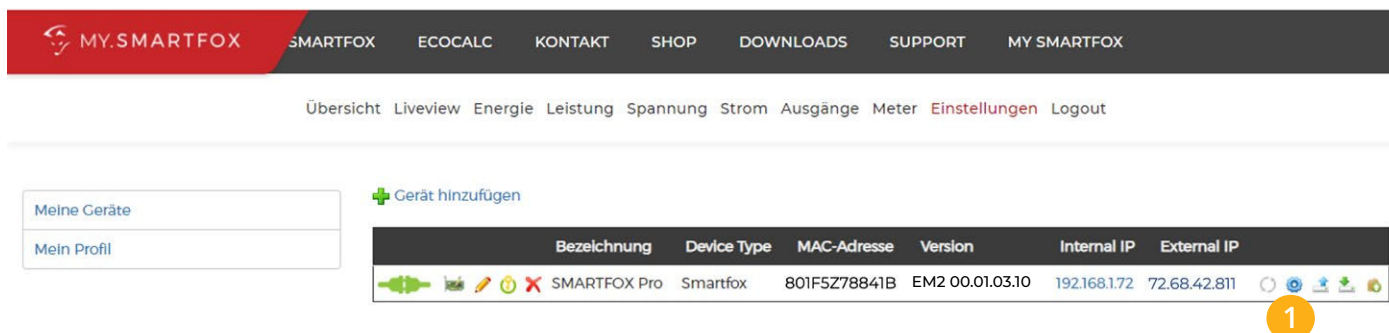 MY.SMARTFOX SMARTFOX ECOCALC KONTAKT SHOP DOWNLOADS SUPPORT MY SMARTFOX
Übersicht Liveview Energie Leistung Spannung Strom Ausgänge Meter Einstellungen Logout
Gerät hinzufügen
Meine Geräte
Mein Profil
Bezeichnung Device Type MAC-Adresse Version Internal IP External IP
SMARTFOX Pro Smartfox 801F5Z78841B EM2 00.01.03.10 192.168.1.72 72.68.42.811
1